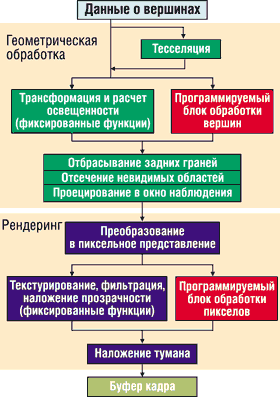 Данные о вершинах
Геометрическая
обработка
Тесселяция
Трансформация и расчет
освещенности
(фиксированные функции)
Программируемый
блок обработки
вершин
Отбрасывание задних граней
Отсечение невидимых областей
Проецирование в окно наблюдения
Рендеринг
Преобразование
в пиксельное представление
Текстурирование, фильтрация,
наложение прозрачности
(фиксированные функции)
Программируемый
блок обработки
пикселов
Наложение тумана
Буфер кадра